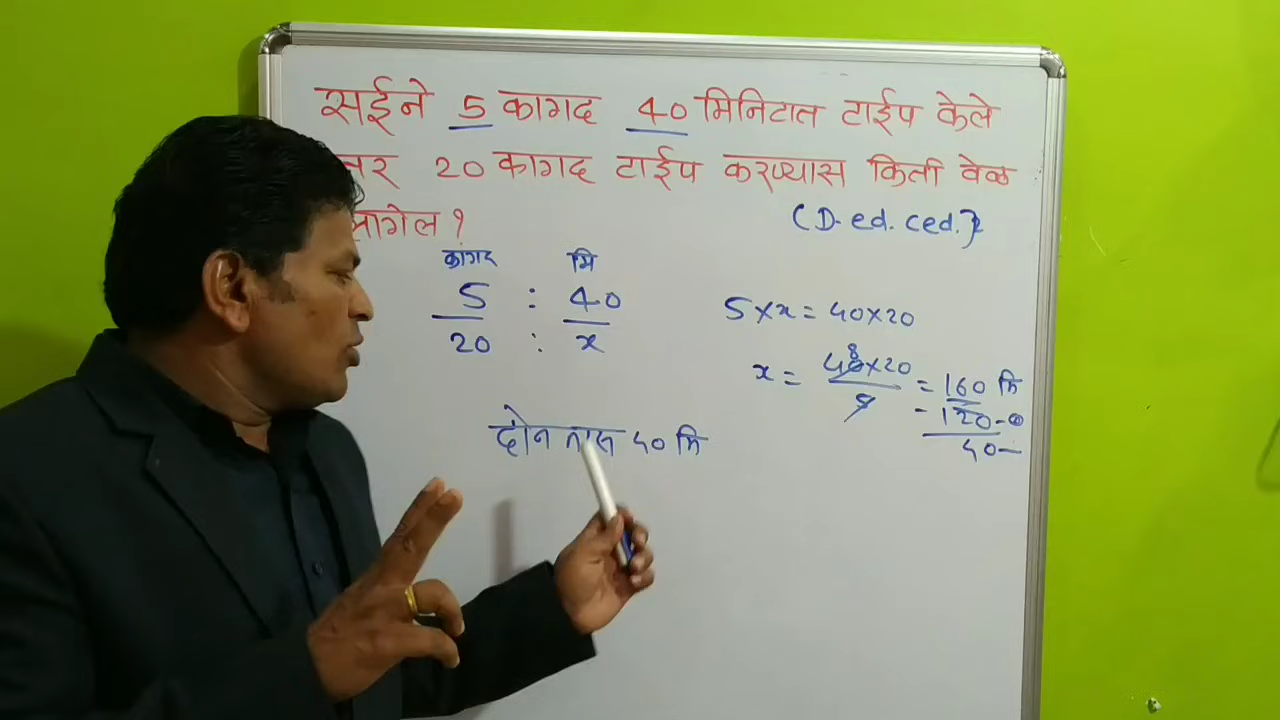 सईने 5 कागद 40 मिनिटात टाईप केले
20 कागद टाईप करण्यास किती वेळ
लागेल ?
(D. ed. ced.)
कागद मि
5 : 40
20 : x
5 × x = 40×20
x = 40×20 / 5 = 160 मि
8
- 120
40
दोन तास 40 मि